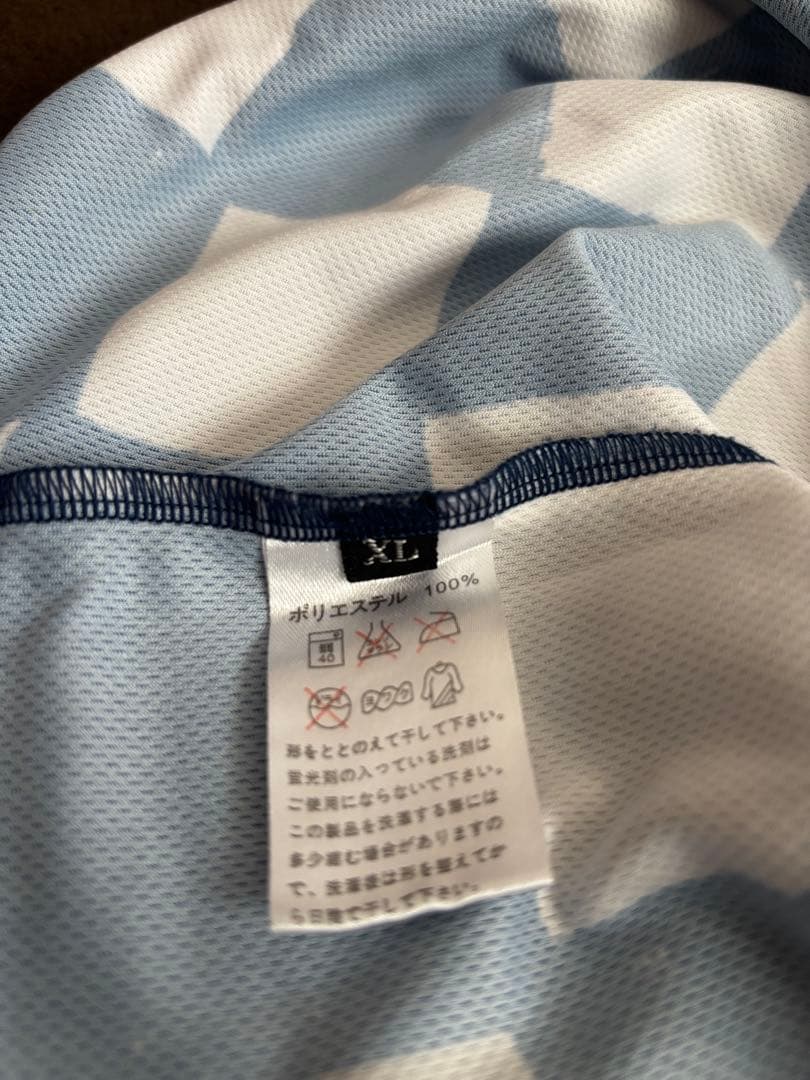 XL
ポリエステル 100%
40
形をととのえて干して下さい。
蛍光剤の入っている洗剤は
ご使用にならないで下さい。
この製品を洗濯する際には
多少縮む場合がありますの
で、洗濯後は形を整えてか
ら日陰で干して下さい。